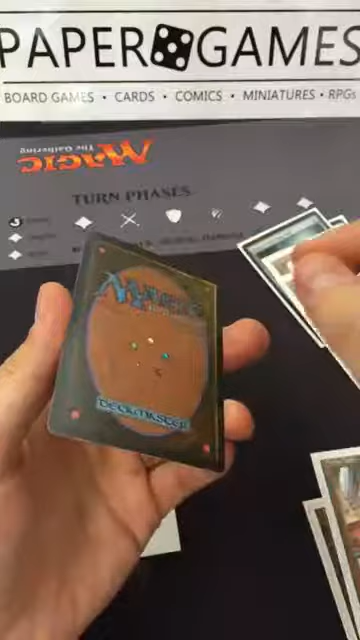 PAPER GAMES
BOARD GAMES • CARDS • COMICS • MINIATURES • RPGs
MAGIC
The Gathering
TURN PHASES
MAGIC
DECKMASTER